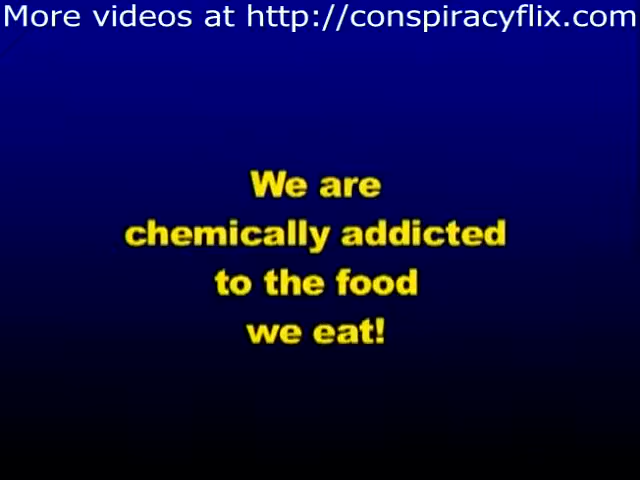 More videos at http://conspiracyflix.com
We are
chemically addicted
to the food
we eat!